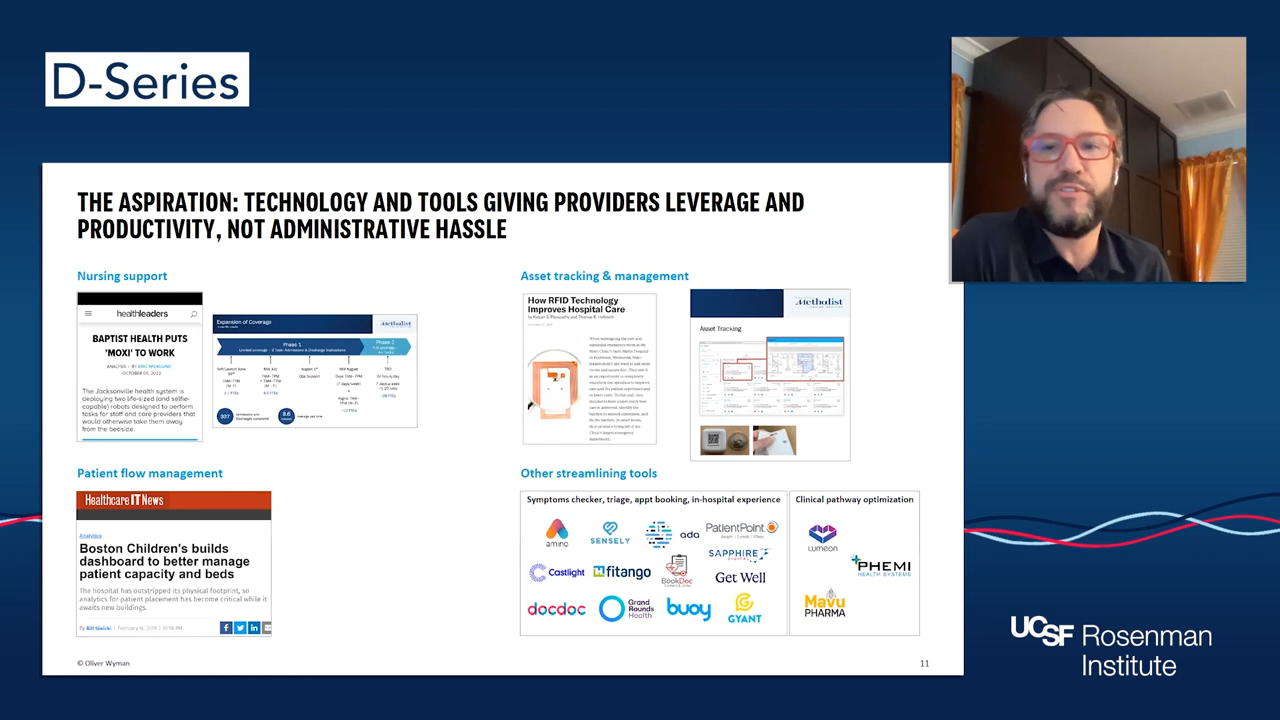 D-Series
THE ASPIRATION: TECHNOLOGY AND TOOLS GIVING PROVIDERS LEVERAGE AND
PRODUCTIVITY, NOT ADMINISTRATIVE HASSLE
Nursing support
healthleaders
BAPTIST HEALTH PUTS
'MOXI' TO WORK
ANALYSIS | BY ERIC WICKLUND
OCTOBER 05, 2022
The Jacksonville health system is
deploying two life-sized (and selfie-
capable) robots designed to perform
tasks for staff and care providers that
would otherwise take them away
from the bedside.
Expansion of Coverage
Methodist
Phase 1
Asset tracking & management
How RFID Technology
Improves Hospital Care
Methodist
Asset Tracking
Patient flow management
Healthcare IT News
Analytics
Boston Children's builds
dashboard to better manage
patient capacity and beds
The hospital has outstripped its physical footprint, so
analytics for patient placement has become critical while it
awaits new buildings.
Other streamlining tools
Symptoms checker, triage, appt booking, in-hospital experience
amino
SENSELY
ada
PatientPoint
SAPPHIRE
DIGITAL
Castlight
fitango
BookDoc
Get Well
docdoc
Grand
Rounds
Health
buoy
GYANT
Clinical pathway optimization
LUMEON
PHEMI
HEALTH SYSTEMS
Mavu
PHARMA
© Oliver Wyman
11
UCSF Rosenman
Institute